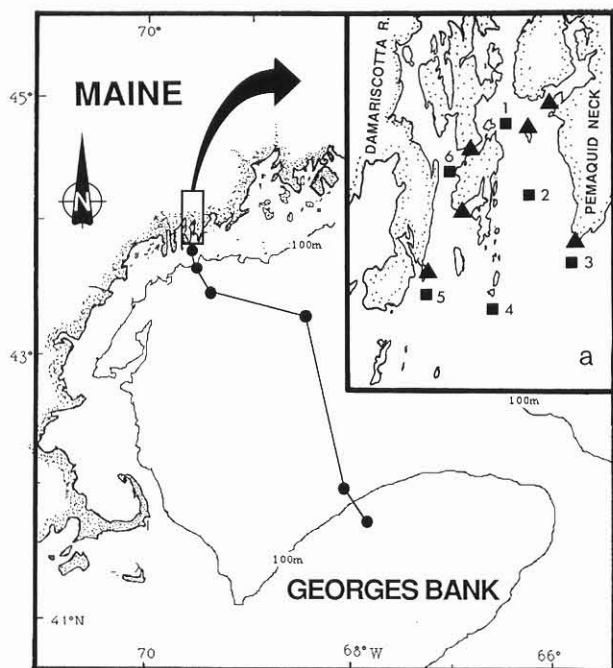 70°
45°
MAINE
N
100m
43°
DAMARISCOTTA R.
PEMAQUID NECK
1
6
2
3
5
4
a
100m
100m
GEORGES BANK
41°N
70
68° W
66°